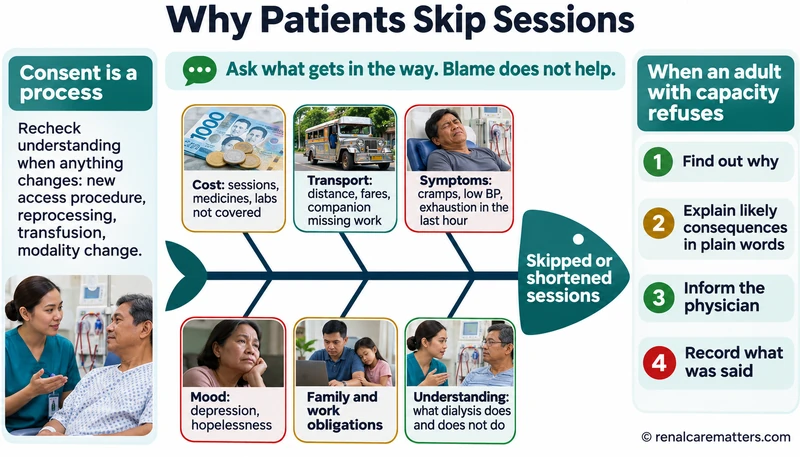 Why Patients Skip Sessions
Consent is a
process
Recheck
understanding
when anything
changes: new
access procedure,
reprocessing,
transfusion,
modality change.
Ask what gets in the way. Blame does not help.
1000
Cost: sessions,
medicines, labs
not covered
Transport:
distance, fares,
companion
missing work
Symptoms:
cramps, low BP,
exhaustion in the
last hour
Skipped or
shortened
sessions
Mood:
depression,
hopelessness
Family and
work
obligations
Understanding:
what dialysis does
and does not do
When an adult
with capacity
refuses
1 Find out why
2 Explain likely
consequences
in plain words
3 Inform the
physician
4 Record what
was said
© renalcarematters.com